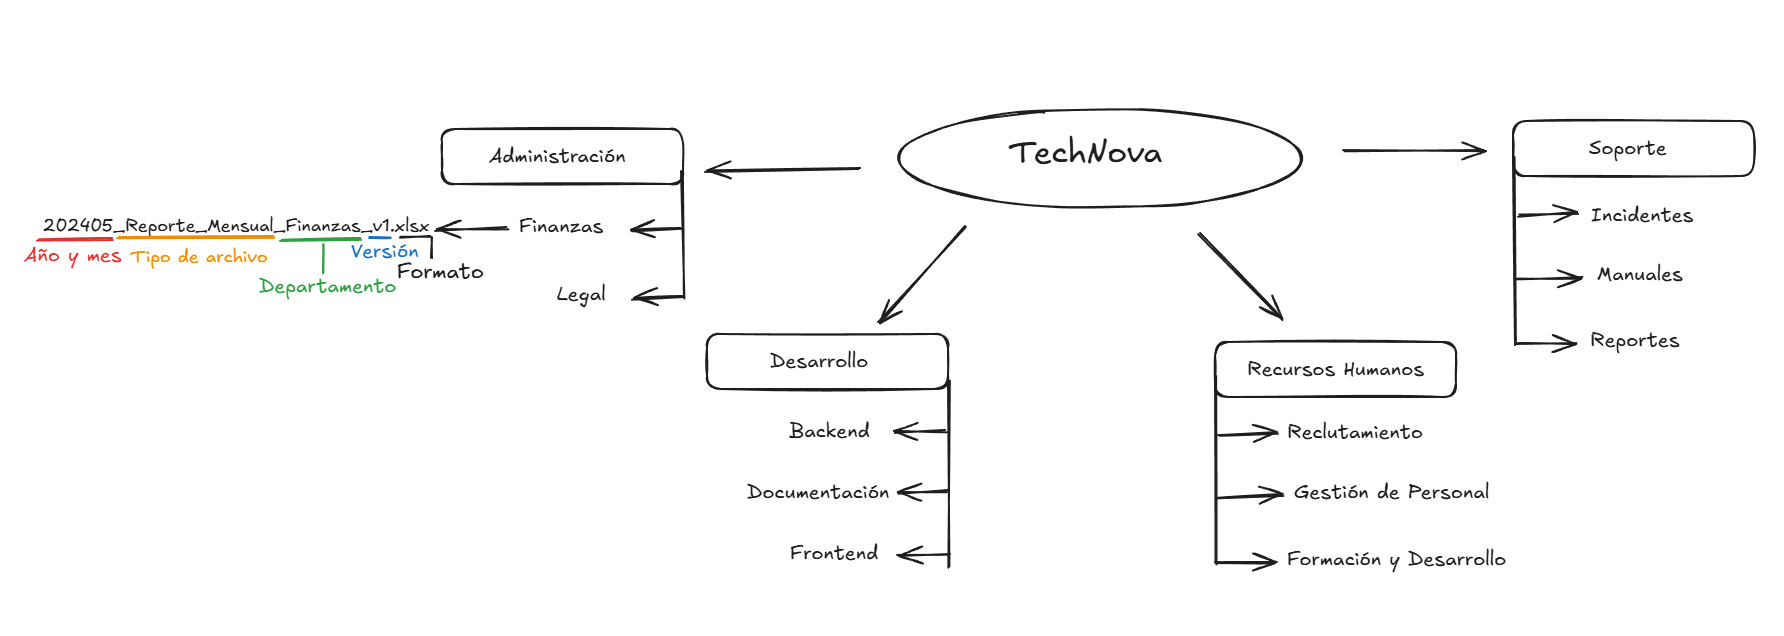 TechNova
Administración
Finanzas
202405_Reporte_Mensual_Finanzas_v1.xlsx
Año y mes
Tipo de archivo
Departamento
Versión
Formato
Legal
Desarrollo
Backend
Documentación
Frontend
Recursos Humanos
Reclutamiento
Gestión de Personal
Formación y Desarrollo
Soporte
Incidentes
Manuales
Reportes